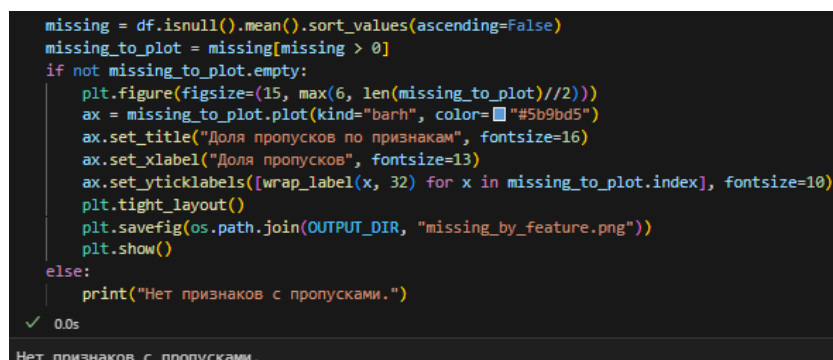 missing = df.isnull().mean().sort_values(ascending=False)
missing_to_plot = missing[missing > 0]
if not missing_to_plot.empty:
    plt.figure(figsize=(15, max(6, len(missing_to_plot)//2)))
    ax = missing_to_plot.plot(kind="barh", color="#5b9bd5")
    ax.set_title("Доля пропусков по признакам", fontsize=16)
    ax.set_xlabel("Доля пропусков", fontsize=13)
    ax.set_yticklabels([wrap_label(x, 32) for x in missing_to_plot.index], fontsize=10)
    plt.tight_layout()
    plt.savefig(os.path.join(OUTPUT_DIR, "missing_by_feature.png"))
    plt.show()
else:
    print("Нет признаков с пропусками.")
✓ 0.0s
Нет признаков с пропусками.